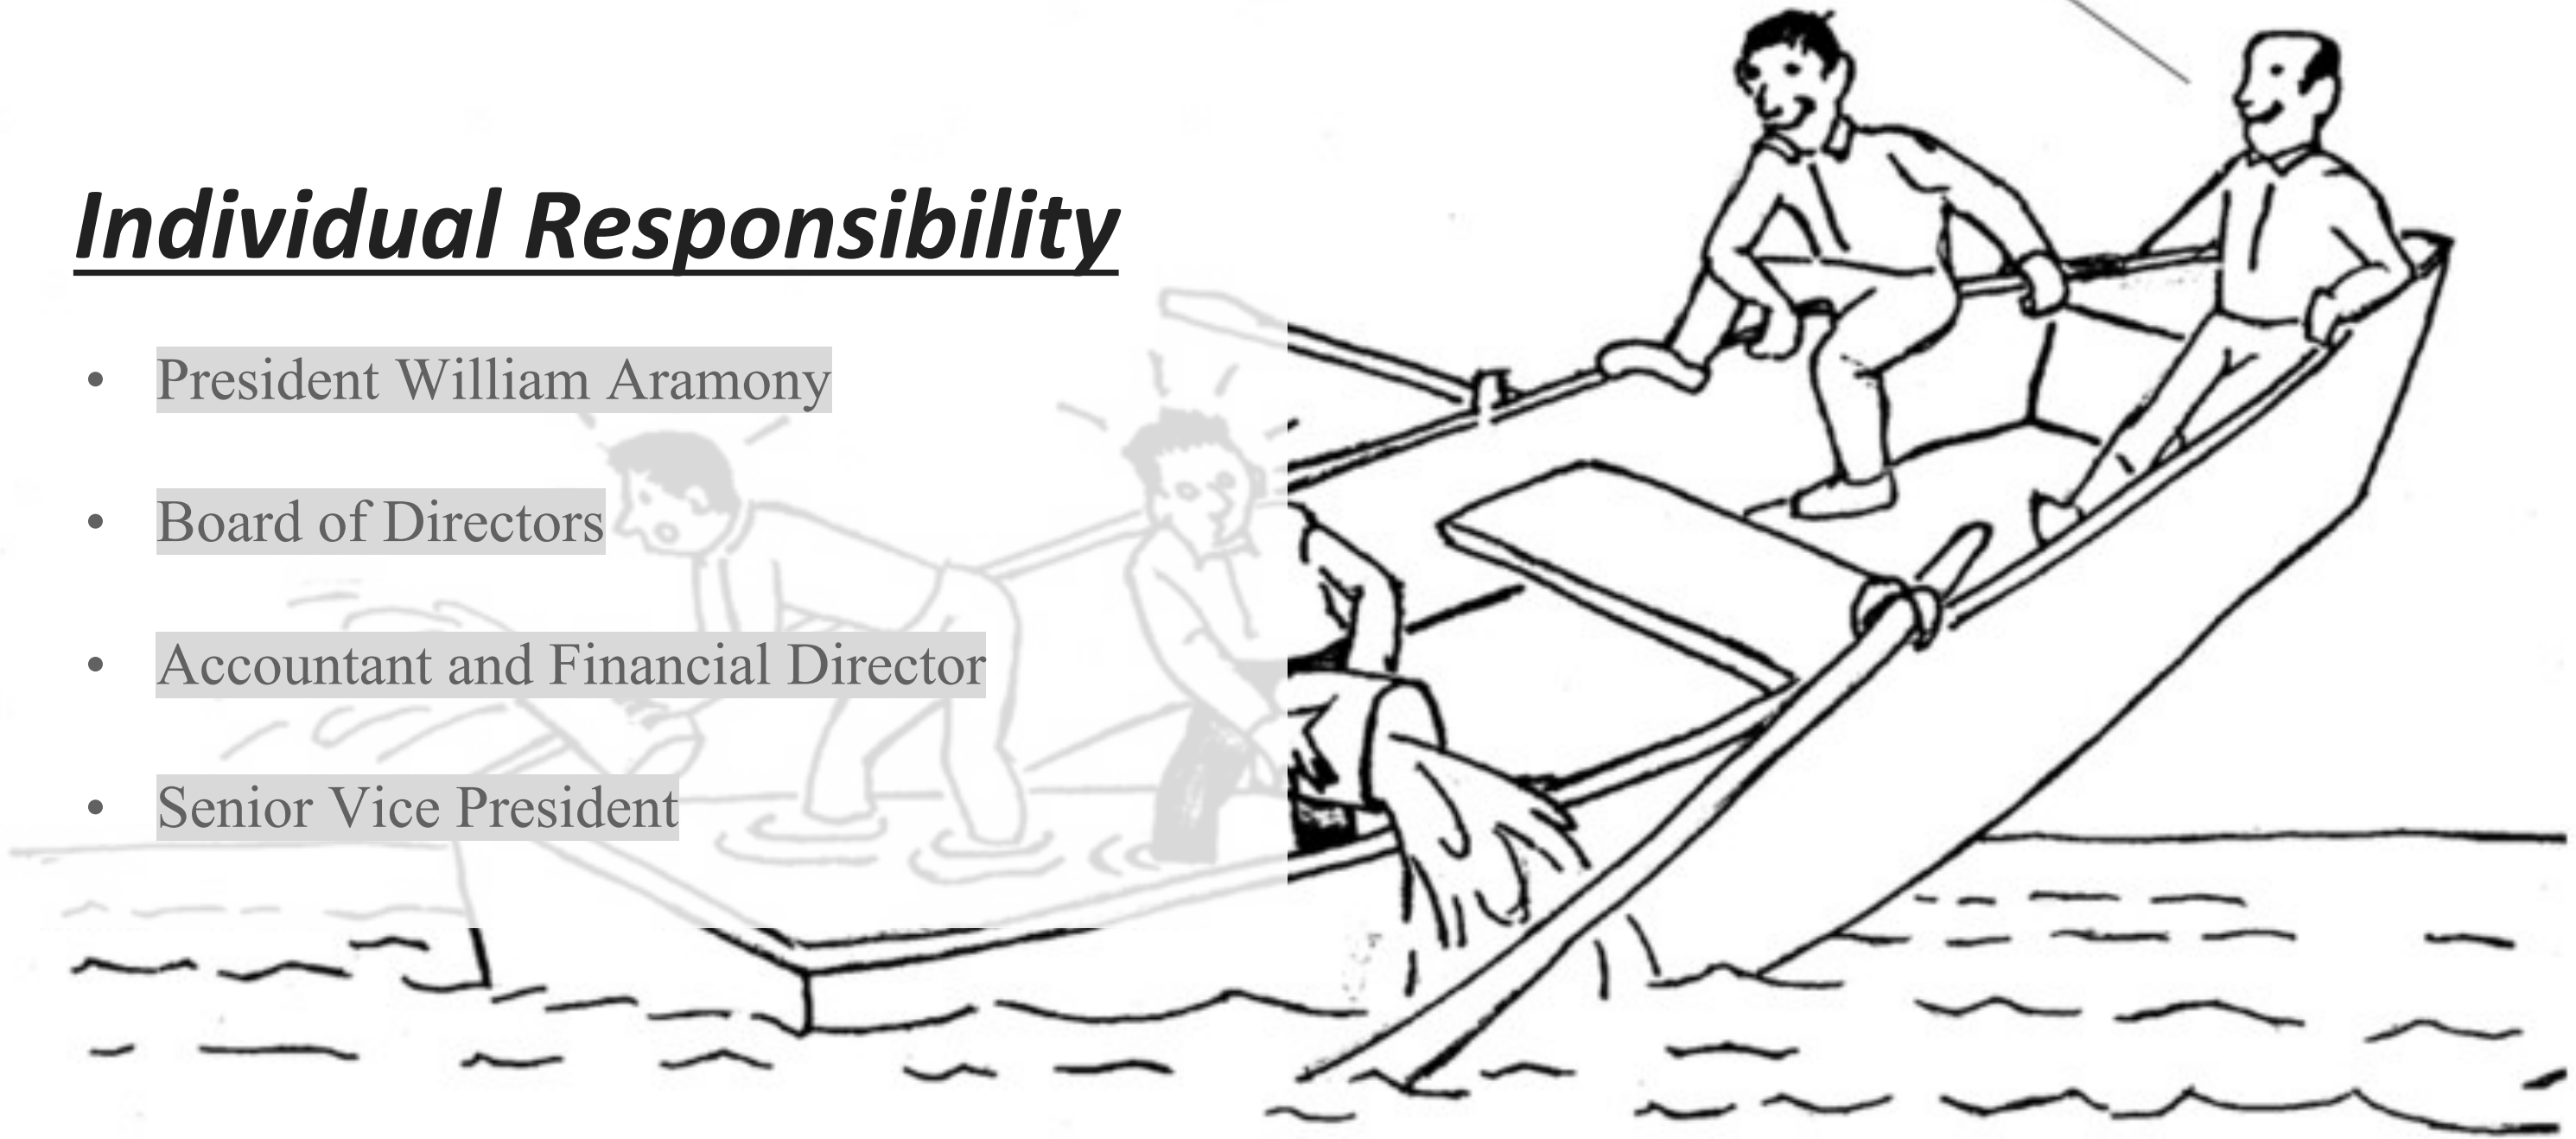 Individual Responsibility
• President William Aramony
• Board of Directors
• Accountant and Financial Director
• Senior Vice President